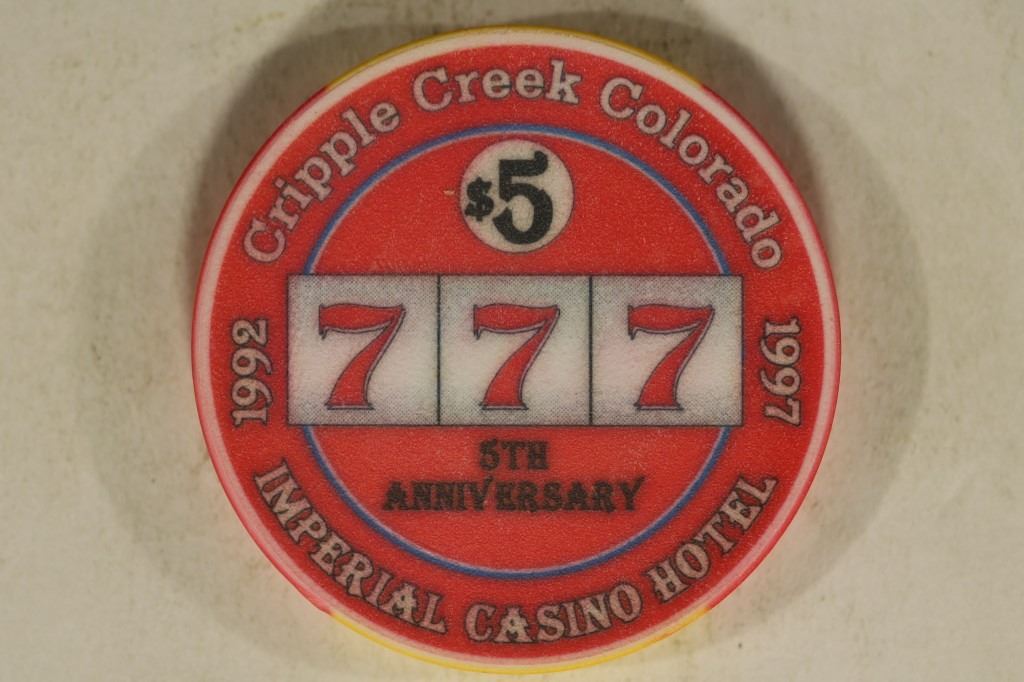 Cripple Creek Colorado
$5
1992
777
1997
5TH
ANNIVERSARY
IMPERIAL CASINO HOTEL